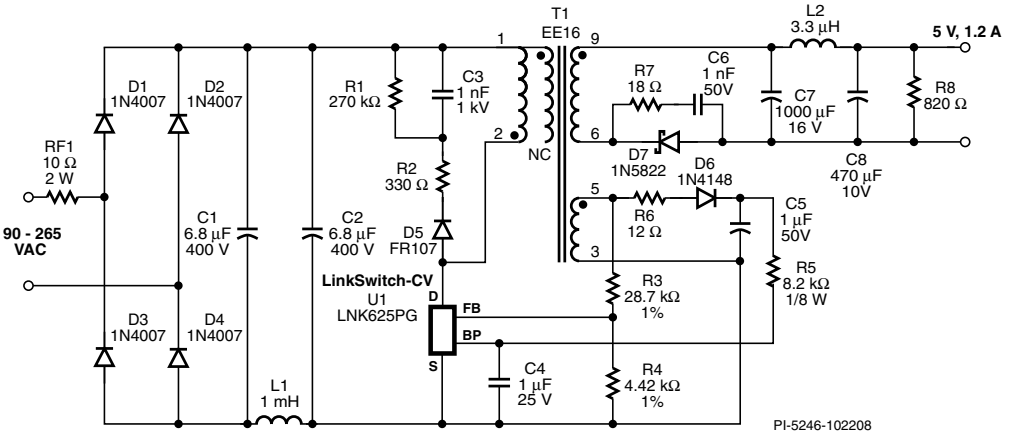 T1
EE16
L2
3.3 μH
5 V, 1.2 A
1
9
D1
1N4007
D2
1N4007
R1
270 kΩ
C3
1 nF
1 kV
R7
18 Ω
C6
1 nF
50V
C7
1000 μF
16 V
R8
820 Ω
2
6
NC
D7
1N5822
C8
470 μF
10V
RF1
10 Ω
2 W
R2
330 Ω
D6
1N4148
5
R6
12 Ω
C5
1 μF
50V
90 - 265
VAC
C1
6.8 μF
400 V
C2
6.8 μF
400 V
D5
FR107
3
LinkSwitch-CV
U1
LNK625PG
D
FB
BP
S
R3
28.7 kΩ
1%
R5
8.2 kΩ
1/8 W
D3
1N4007
D4
1N4007
L1
1 mH
C4
1 μF
25 V
R4
4.42 kΩ
1%
PI-5246-102208